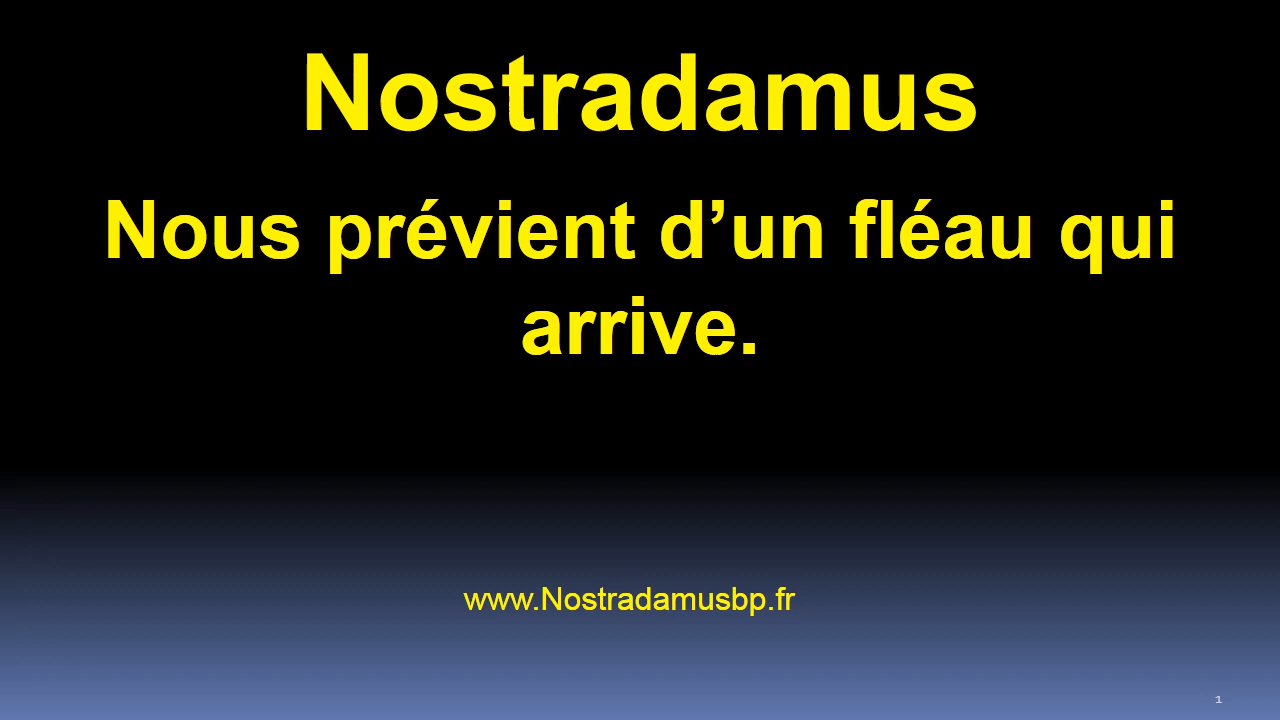 Nostradamus
Nous prévient d’un fléau qui
arrive.
www.Nostradamusbp.fr
1